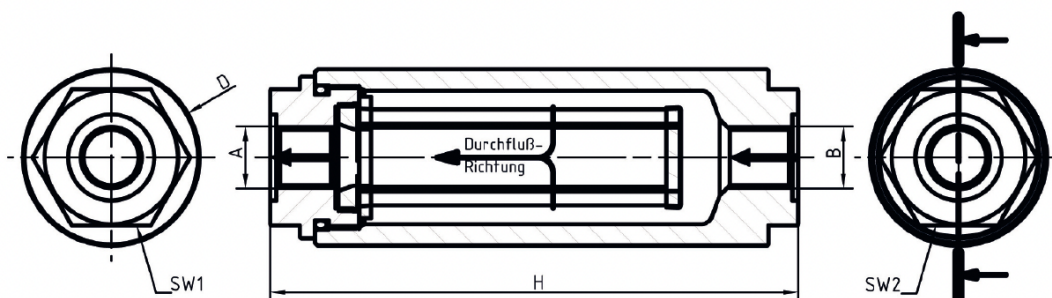 D
A
Durchfluß-
Richtung
B
SW1
H
SW2